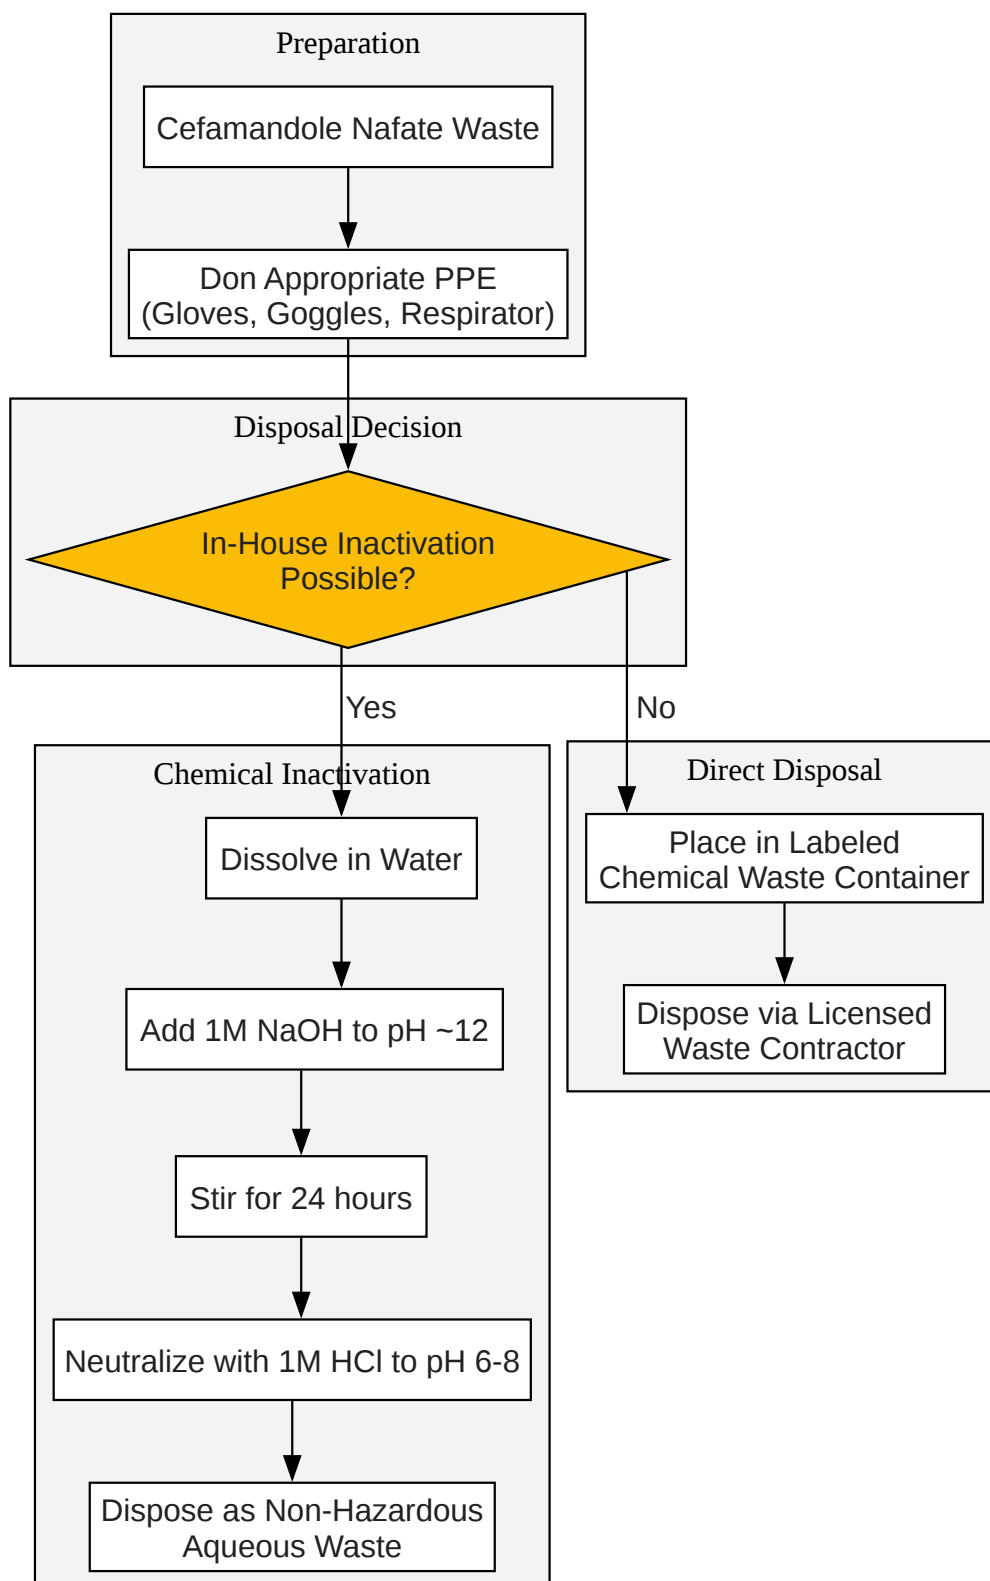 Preparation
Cefamandole Nafate Waste
Don Appropriate PPE
(Gloves, Goggles, Respirator)
Disposal Decision
In-House Inactivation
Possible?
Yes
No
Chemical Inactivation
Dissolve in Water
Add 1M NaOH to pH ~12
Stir for 24 hours
Neutralize with 1M HCl to pH 6-8
Dispose as Non-Hazardous
Aqueous Waste
Direct Disposal
Place in Labeled
Chemical Waste Container
Dispose via Licensed
Waste Contractor